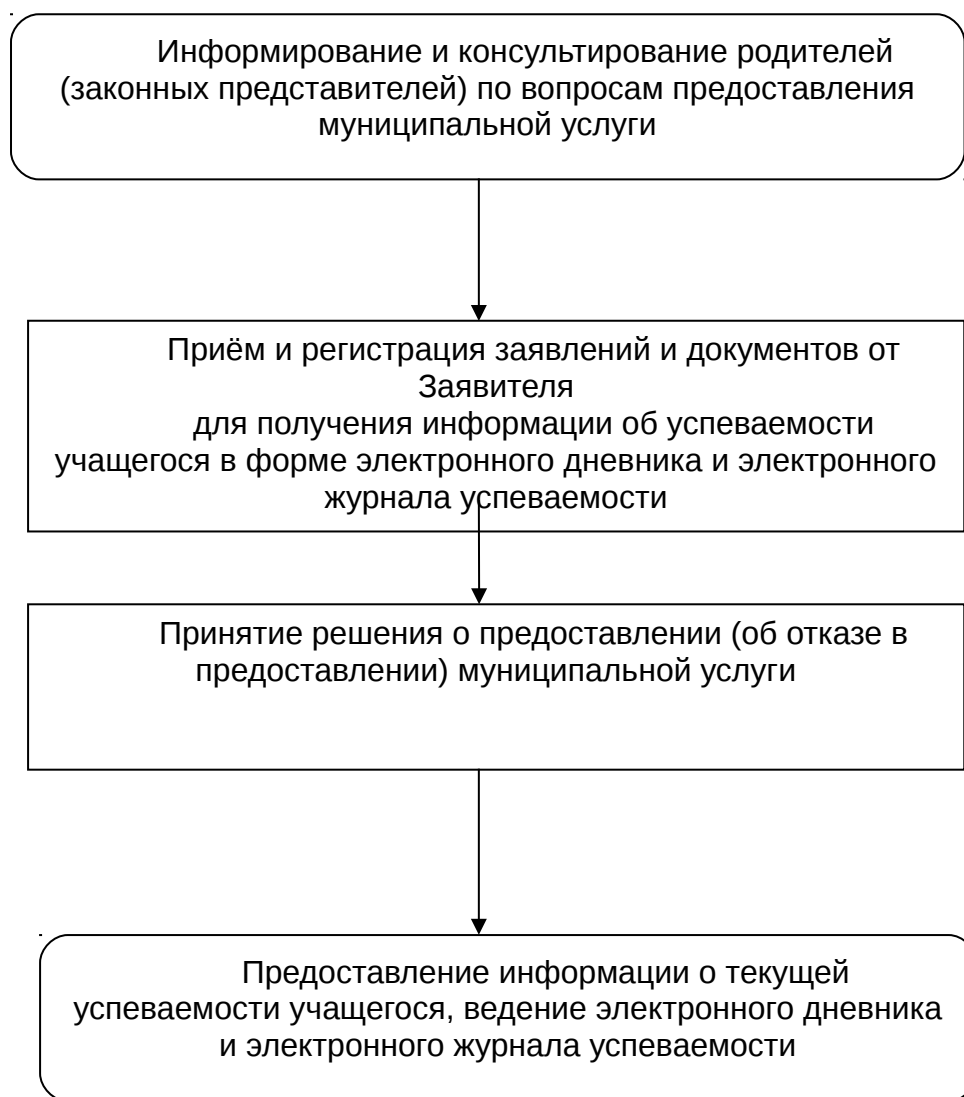 Информирование и консультирование родителей
(законных представителей) по вопросам предоставления
муниципальной услуги
Приём и регистрация заявлений и документов от
Заявителя
для получения информации об успеваемости
учащегося в форме электронного дневника и электронного
журнала успеваемости
Принятие решения о предоставлении (об отказе в
предоставлении) муниципальной услуги
Предоставление информации о текущей
успеваемости учащегося, ведение электронного дневника
и электронного журнала успеваемости